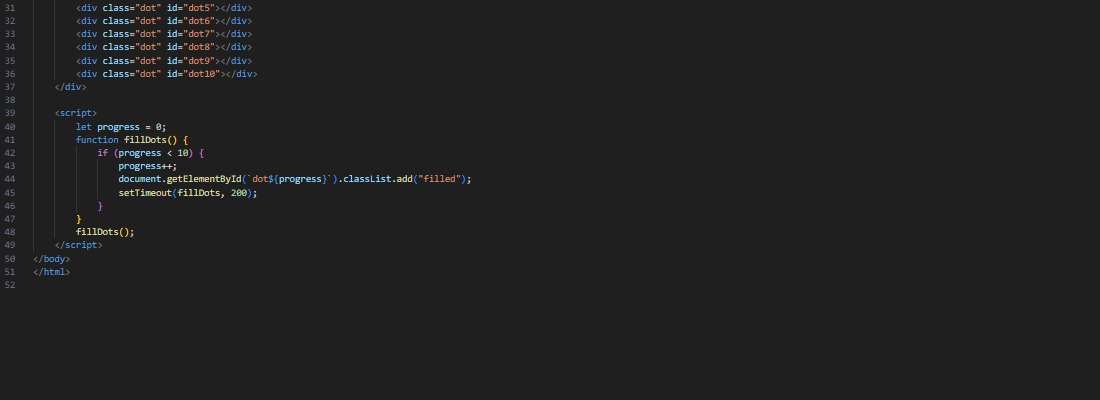 31 <div class="dot" id="dot5"></div>
32 <div class="dot" id="dot6"></div>
33 <div class="dot" id="dot7"></div>
34 <div class="dot" id="dot8"></div>
35 <div class="dot" id="dot9"></div>
36 <div class="dot" id="dot10"></div>
37 </div>
38
39 <script>
40 let progress = 0;
41 function fillDots() {
42 if (progress < 10) {
43 progress++;
44 document.getElementById(`dot${progress}`).classList.add("filled");
45 setTimeout(fillDots, 200);
46 }
47 }
48 fillDots();
49 </script>
50 </body>
51 </html>
52